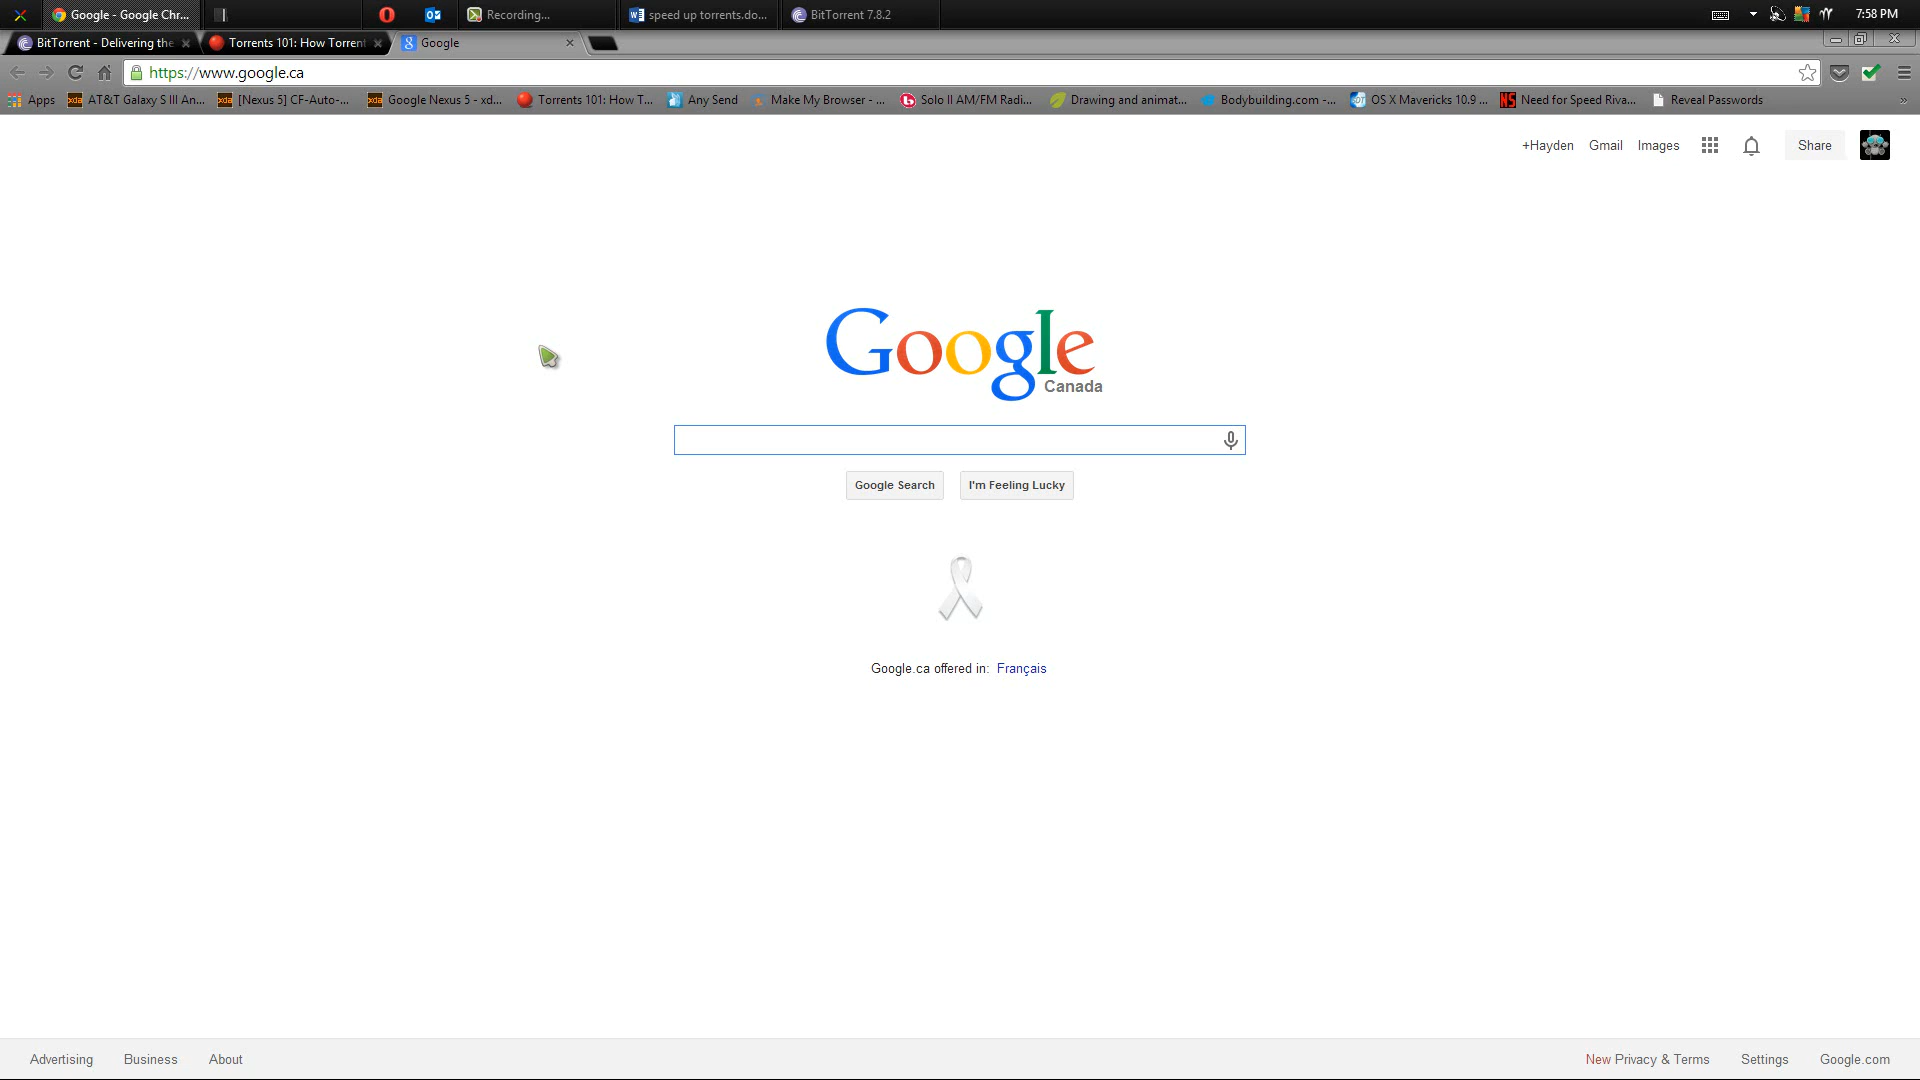 Google - Google Chr...
Recording...
speed up torrents.do...
BitTorrent 7.8.2
7:58 PM
BitTorrent - Delivering the
Torrents 101: How Torrent
Google
https://www.google.ca
Apps
AT&T Galaxy S III An...
[Nexus 5] CF-Auto-...
Google Nexus 5 - xd...
Torrents 101: How T...
Any Send
Make My Browser - ...
Solo II AM/FM Radi...
Drawing and animat...
Bodybuilding.com -...
OS X Mavericks 10.9 ...
Need for Speed Riva...
Reveal Passwords
»
+Hayden
Gmail
Images
Share
Google
Canada
Google Search
I'm Feeling Lucky
Google.ca offered in: Français
Advertising
Business
About
New Privacy & Terms
Settings
Google.com